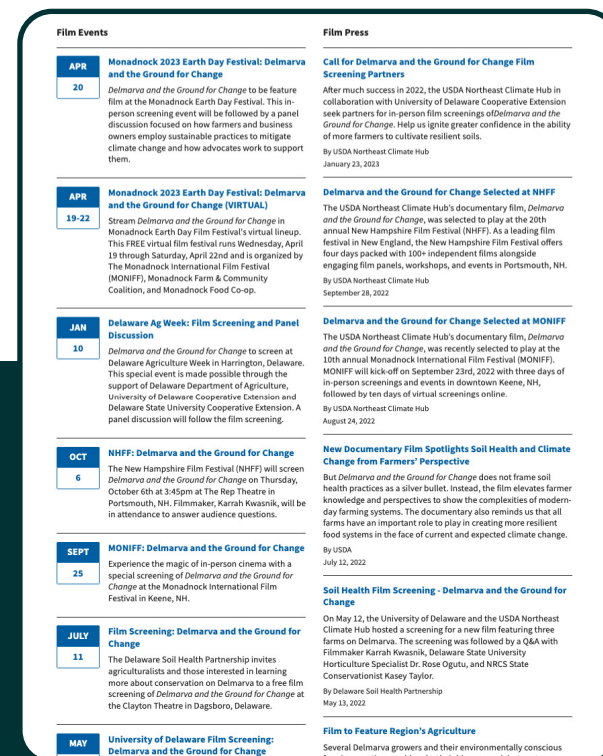 Film Events
APR
20
Monadnock 2023 Earth Day Festival: Delmarva
and the Ground for Change
Delmarva and the Ground for Change to be feature
film at the Monadnock Earth Day Festival. This in-
person screening event will be followed by a panel
discussion focused on how farmers and business
owners employ sustainable practices to mitigate
climate change and how advocates work to support
them.
APR
19-22
Monadnock 2023 Earth Day Festival: Delmarva
and the Ground for Change (VIRTUAL)
Stream Delmarva and the Ground for Change in
Monadnock Earth Day Film Festival's virtual lineup.
This FREE virtual film festival runs Wednesday, April
19 through Saturday, April 22nd and is organized by
The Monadnock International Film Festival
(MONIFF), Monadnock Farm & Community
Coalition, and Monadnock Food Co-op.
JAN
10
Delaware Ag Week: Film Screening and Panel
Discussion
Delmarva and the Ground for Change to screen at
Delaware Agriculture Week in Harrington, Delaware.
This special event is made possible through the
support of Delaware Department of Agriculture,
University of Delaware Cooperative Extension and
Delaware State University Cooperative Extension. A
panel discussion will follow the film screening.
OCT
6
NHFF: Delmarva and the Ground for Change
The New Hampshire Film Festival (NHFF) will screen
Delmarva and the Ground for Change on Thursday,
October 6th at 3:45pm at The Rep Theatre in
Portsmouth, NH. Filmmaker, Karrah Kwasnik, will be
in attendance to answer audience questions.
SEPT
25
MONIFF: Delmarva and the Ground for Change
Experience the magic of in-person cinema with a
special screening of Delmarva and the Ground for
Change at the Monadnock International Film
Festival in Keene, NH.
JULY
11
Film Screening: Delmarva and the Ground for
Change
The Delaware Soil Health Partnership invites
agriculturalists and those interested in learning
more about conservation on Delmarva to a free film
screening of Delmarva and the Ground for Change at
the Clayton Theatre in Dagsboro, Delaware.
MAY
University of Delaware Film Screening:
Delmarva and the Ground for Change
Film Press
Call for Delmarva and the Ground for Change Film
Screening Partners
After much success in 2022, the USDA Northeast Climate Hub in
collaboration with University of Delaware Cooperative Extension
seek partners for in-person film screenings ofDelmarva and the
Ground for Change. Help us ignite greater confidence in the ability
of more farmers to cultivate resilient soils.
By USDA Northeast Climate Hub
January 23, 2023
Delmarva and the Ground for Change Selected at NHFF
The USDA Northeast Climate Hub's documentary film, Delmarva
and the Ground for Change, was selected to play at the 20th
annual New Hampshire Film Festival (NHFF). As a leading film
festival in New England, the New Hampshire Film Festival offers
four days packed with 100+ independent films alongside
engaging film panels, workshops, and events in Portsmouth, NH.
By USDA Northeast Climate Hub
September 28, 2022
Delmarva and the Ground for Change Selected at MONIFF
The USDA Northeast Climate Hub's documentary film, Delmarva
and the Ground for Change, was recently selected to play at the
10th annual Monadnock International Film Festival (MONIFF).
MONIFF will kick-off on September 23rd, 2022 with three days of
in-person screenings and events in downtown Keene, NH,
followed by ten days of virtual screenings online.
By USDA Northeast Climate Hub
August 24, 2022
New Documentary Film Spotlights Soil Health and Climate
Change from Farmers' Perspective
But Delmarva and the Ground for Change does not frame soil
health practices as a silver bullet. Instead, the film elevates farmer
knowledge and perspectives to show the complexities of modern-
day farming systems. The documentary also reminds us that all
farms have an important role to play in creating more resilient
food systems in the face of current and expected climate change.
By USDA
July 12, 2022
Soil Health Film Screening - Delmarva and the Ground for
Change
On May 12, the University of Delaware and the USDA Northeast
Climate Hub hosted a screening for a new film featuring three
farms on Delmarva. The screening was followed by a Q&A with
Filmmaker Karrah Kwasnik, Delaware State University
Horticulture Specialist Dr. Rose Ogutu, and NRCS State
Conservationist Kasey Taylor.
By Delaware Soil Health Partnership
May 13, 2022
Film to Feature Region's Agriculture
Several Delmarva growers and their environmentally conscious